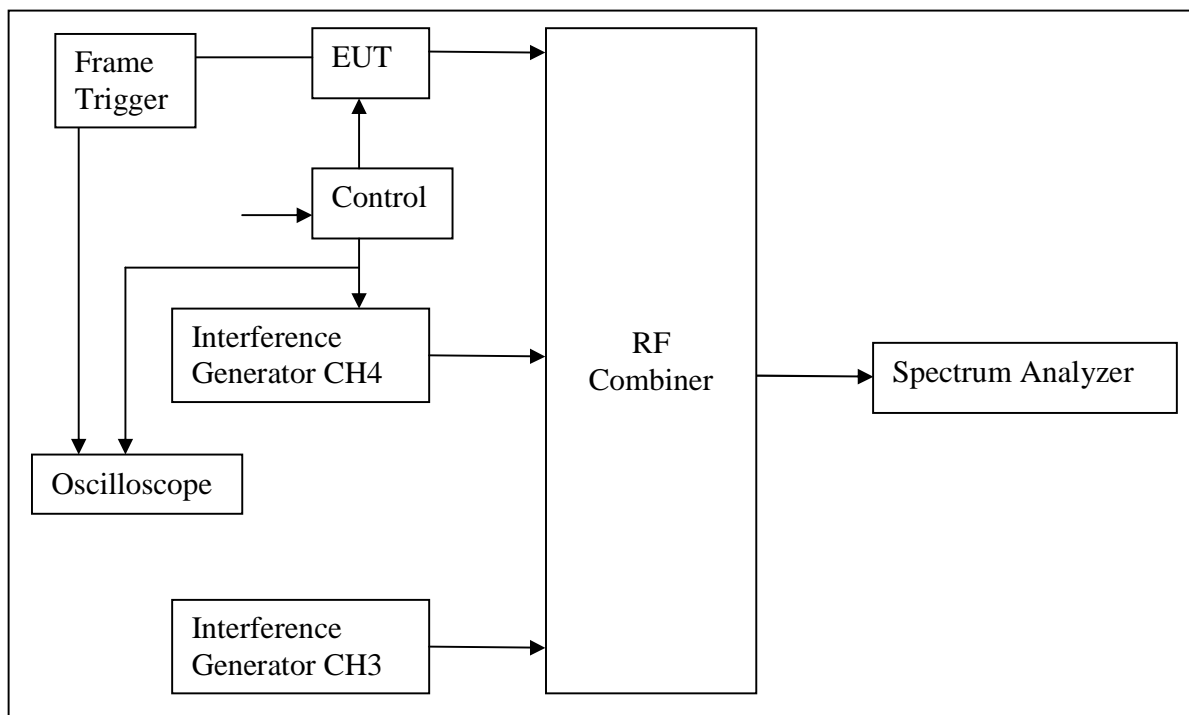 Frame
Trigger
EUT
Control
Interference
Generator CH4
RF
Combiner
Spectrum Analyzer
Oscilloscope
Interference
Generator CH3